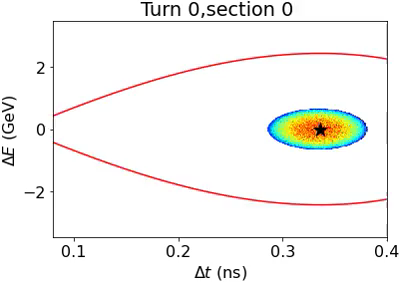 Turn 0,section 0
ΔE (GeV)
2
0
−2
0.1 0.2 0.3 0.4
Δt (ns)